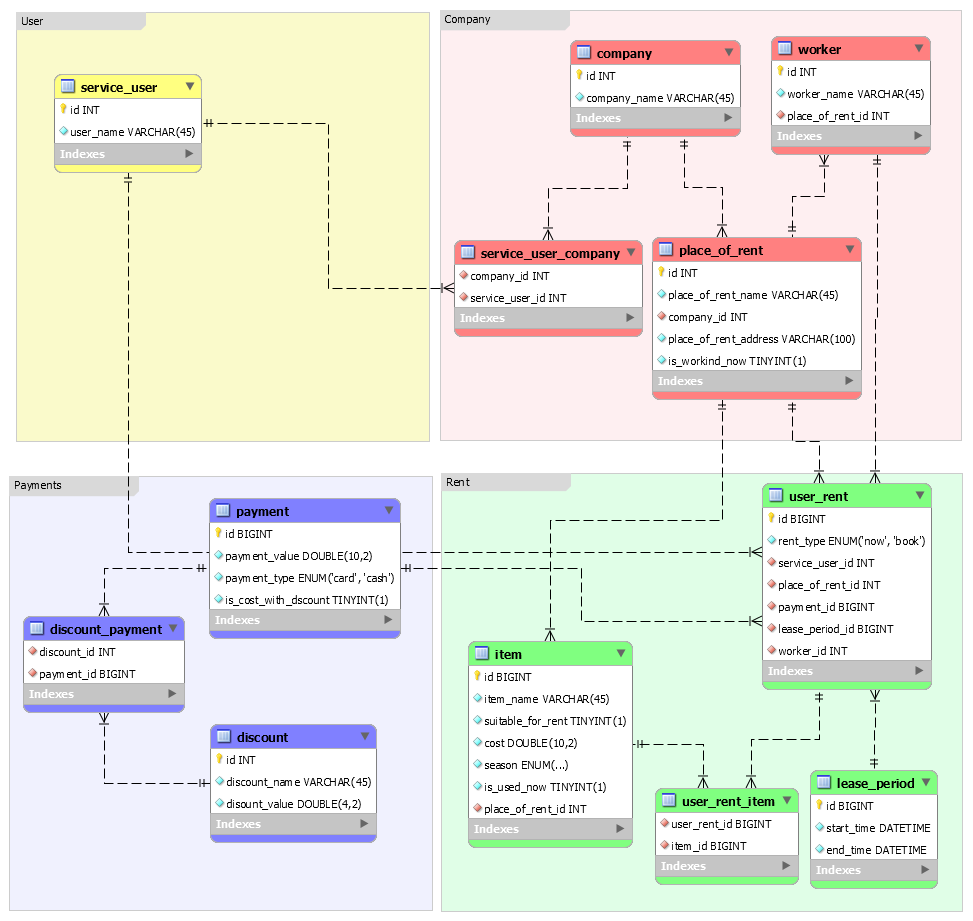 User
service_user
id INT
user_name VARCHAR(45)
Indexes
Company
company
id INT
company_name VARCHAR(45)
Indexes
worker
id INT
worker_name VARCHAR(45)
place_of_rent_id INT
Indexes
service_user_company
company_id INT
service_user_id INT
Indexes
place_of_rent
id INT
place_of_rent_name VARCHAR(45)
company_id INT
place_of_rent_address VARCHAR(100)
is_workind_now TINYINT(1)
Indexes
Payments
payment
id BIGINT
payment_value DOUBLE(10,2)
payment_type ENUM('card', 'cash')
is_cost_with_dscount TINYINT(1)
Indexes
discount_payment
discount_id INT
payment_id BIGINT
Indexes
discount
id INT
discount_name VARCHAR(45)
disount_value DOUBLE(4,2)
Indexes
Rent
user_rent
id BIGINT
rent_type ENUM('now', 'book')
service_user_id INT
place_of_rent_id INT
payment_id BIGINT
lease_period_id BIGINT
worker_id INT
Indexes
item
id BIGINT
item_name VARCHAR(45)
suitable_for_rent TINYINT(1)
cost DOUBLE(10,2)
season ENUM(...)
is_used_now TINYINT(1)
place_of_rent_id INT
Indexes
user_rent_item
user_rent_id BIGINT
item_id BIGINT
Indexes
lease_period
id BIGINT
start_time DATETIME
end_time DATETIME
Indexes